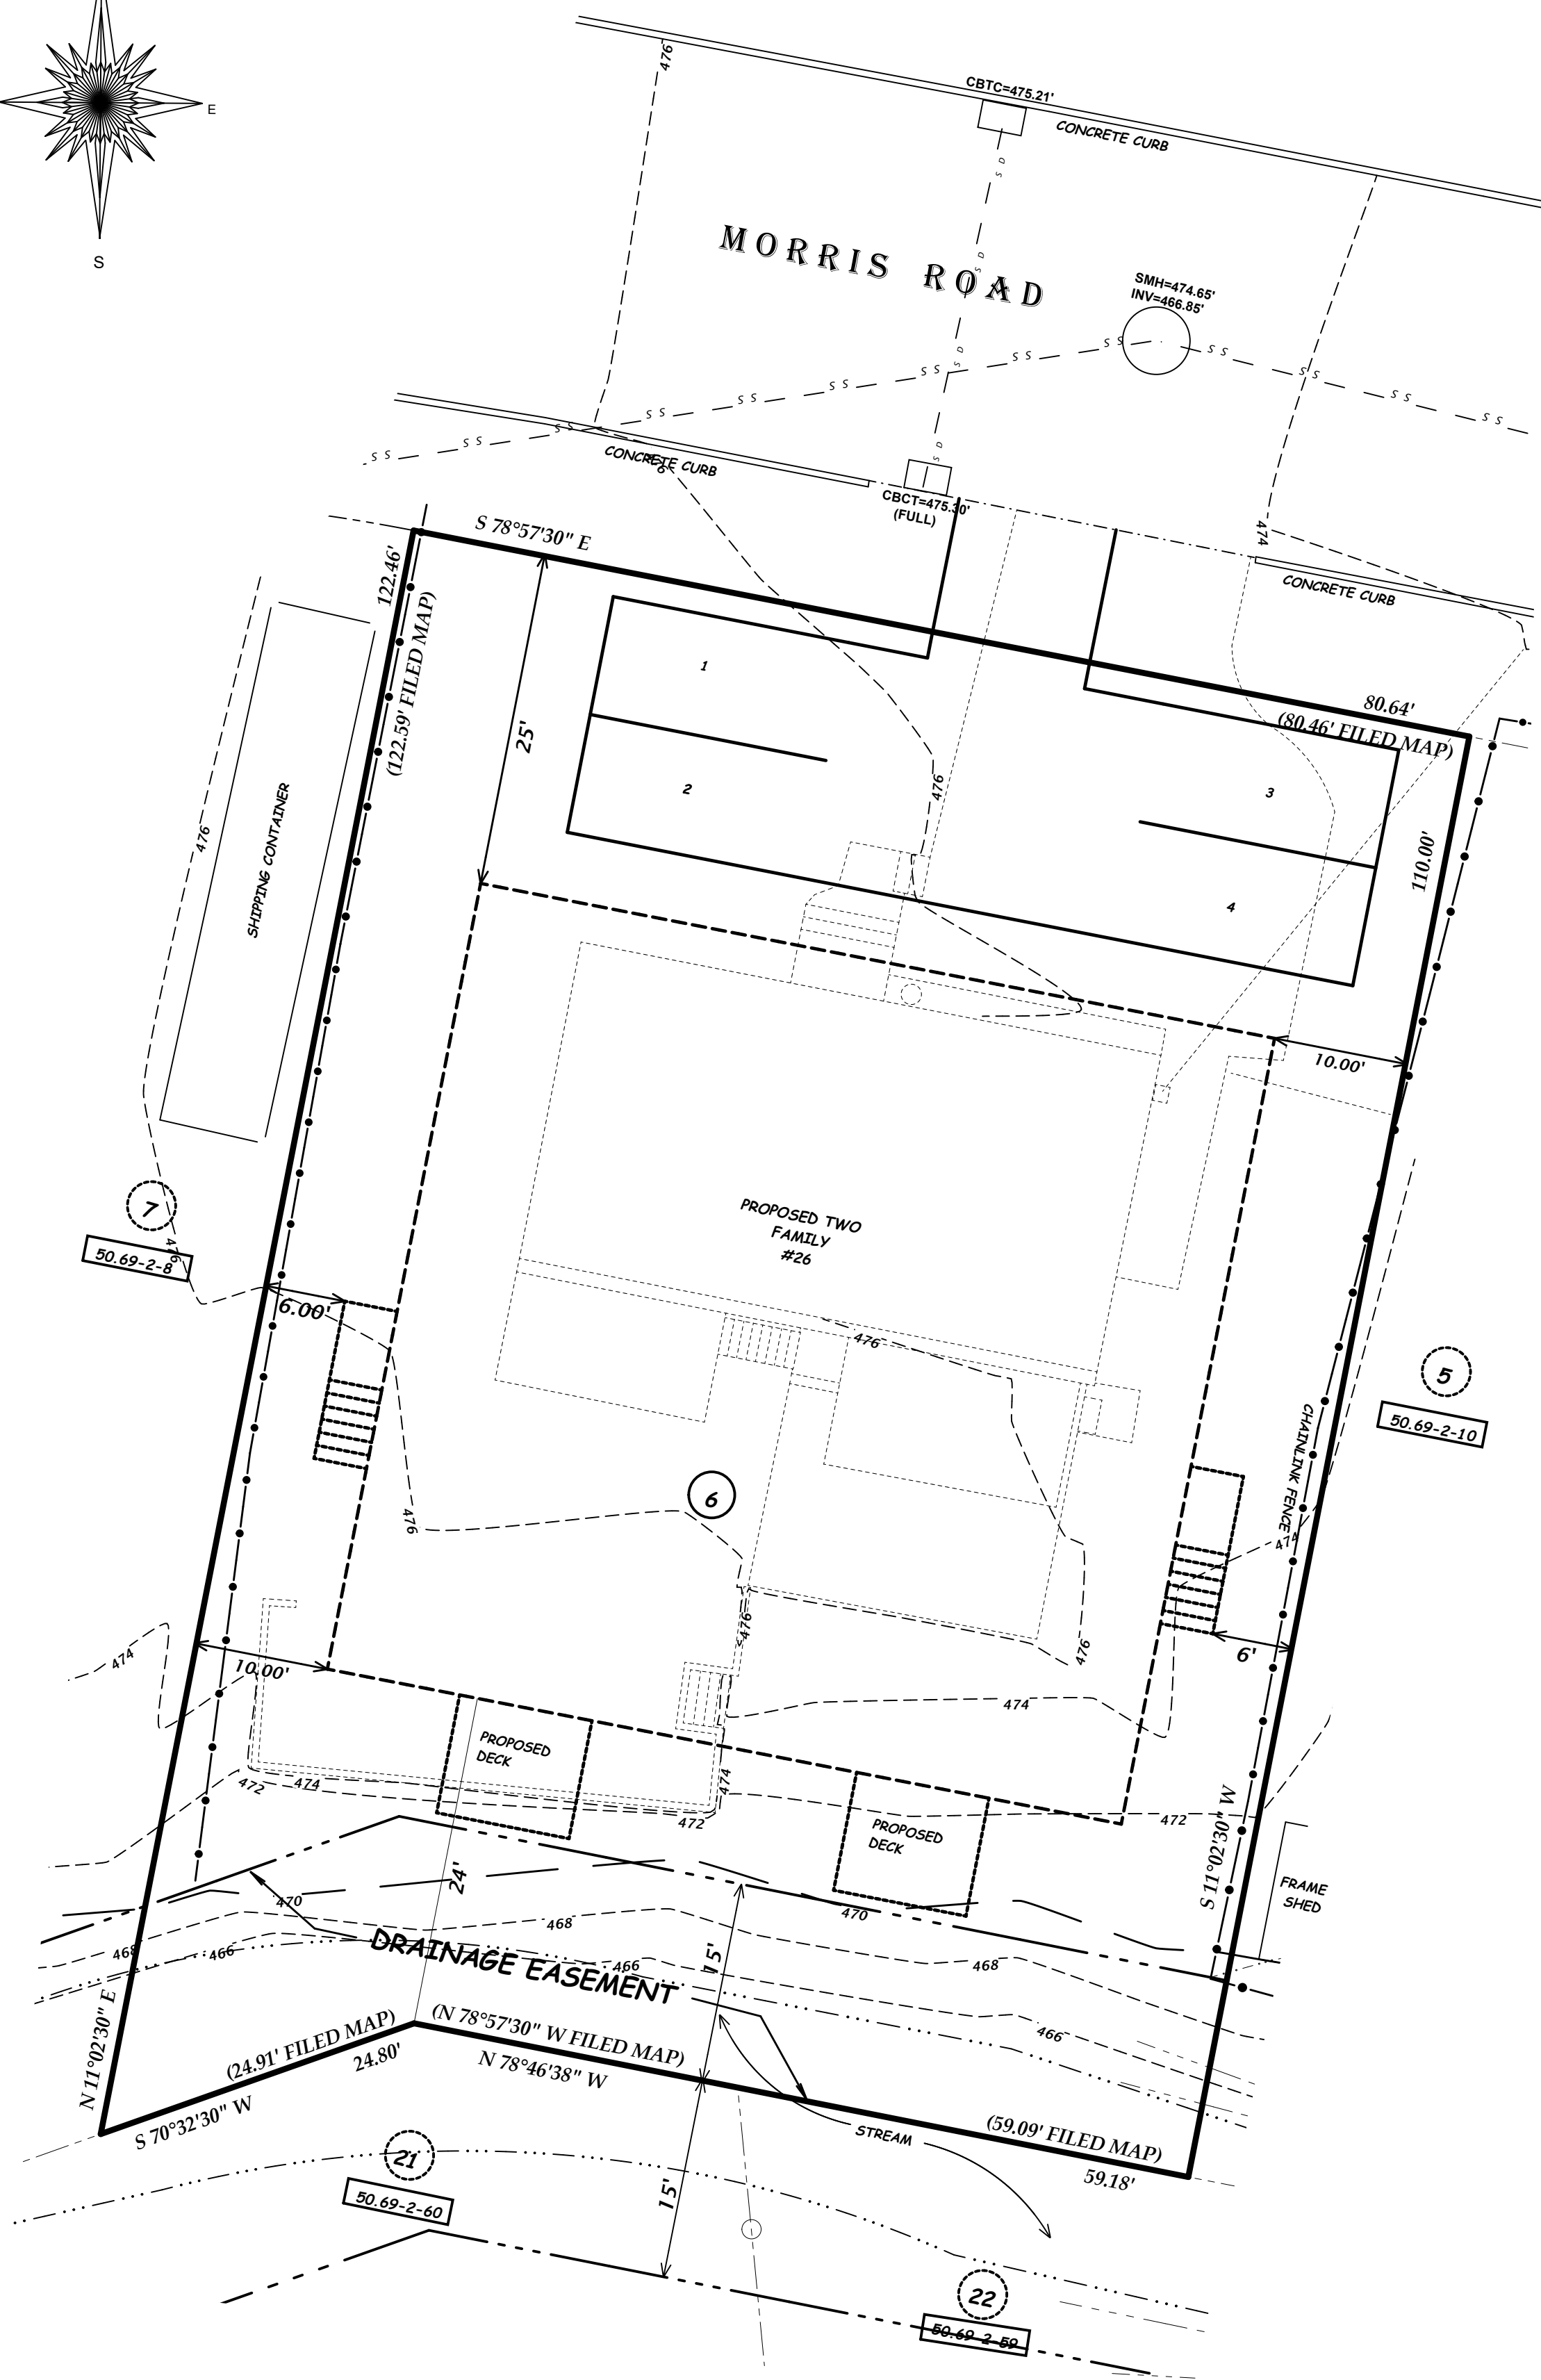 476
CBTC=475.21'
CONCRETE CURB
E
S
MORRIS ROAD
S D
S D
S D
S D
SMH=474.65'
INV=466.85'
S S
S S
S S
S S
S S
S S
S S
S S
S S
S S
S S
S S
S S
CONCRETE CURB
CBCT=475.30'
(FULL)
474
CONCRETE CURB
S 78°57'30" E
122.46'
(122.59' FILED MAP)
80.64'
(80.46' FILED MAP)
25'
1
2
3
4
476
476
SHIPPING CONTAINER
110.00'
10.00'
7
50.69-2-8
476
6.00'
PROPOSED TWO
FAMILY
#26
476
5
50.69-2-10
CHAINLINK FENCE
474
6
476
476
476
474
10.00'
6'
474
PROPOSED
DECK
472
474
474
472
472
PROPOSED
DECK
S 11°02'30" W
FRAME
SHED
24'
470
470
468
468
468
466
466
466
DRAINAGE EASEMENT
15'
N 11°02'30" E
(24.91' FILED MAP)
24.80'
S 70°32'30" W
(N 78°57'30" W FILED MAP)
N 78°46'38" W
(59.09' FILED MAP)
59.18'
STREAM
21
50.69-2-60
15'
22
50.69-2-59